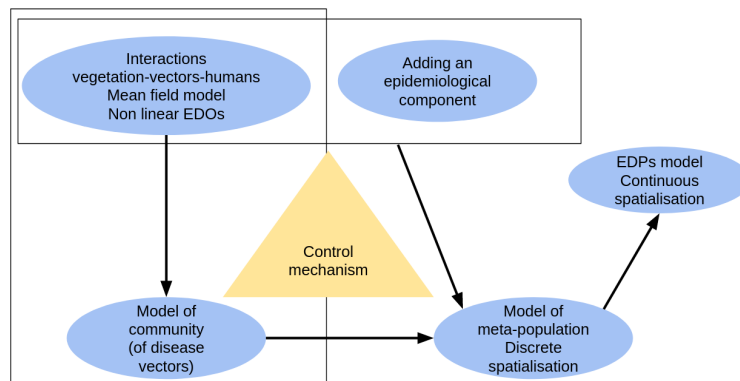 Interactions
vegetation-vectors-humans
Mean field model
Non linear EDOs
Adding an
epidemiological
component
EDPs model
Continuous
spatialisation
Control
mechanism
Model of
community
(of disease
vectors)
Model of
meta-population
Discrete
spatialisation